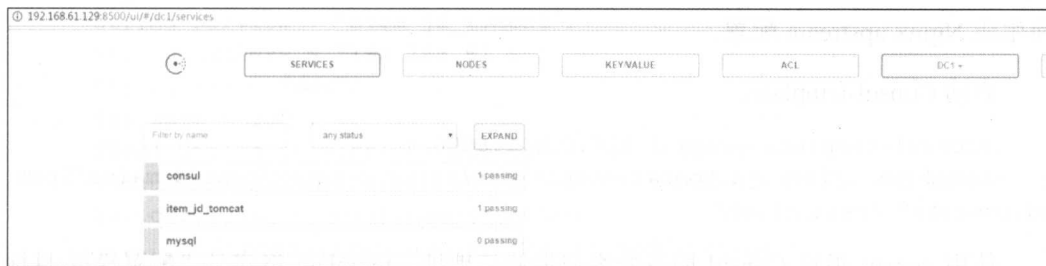 192.168.61.129:8500/ui/#/dc1/services
SERVICES NODES KEY/VALUE ACL DC1
Filter by name any status EXPAND
consul 1 passing
item_jd_tomcat 1 passing
mysql 0 passing